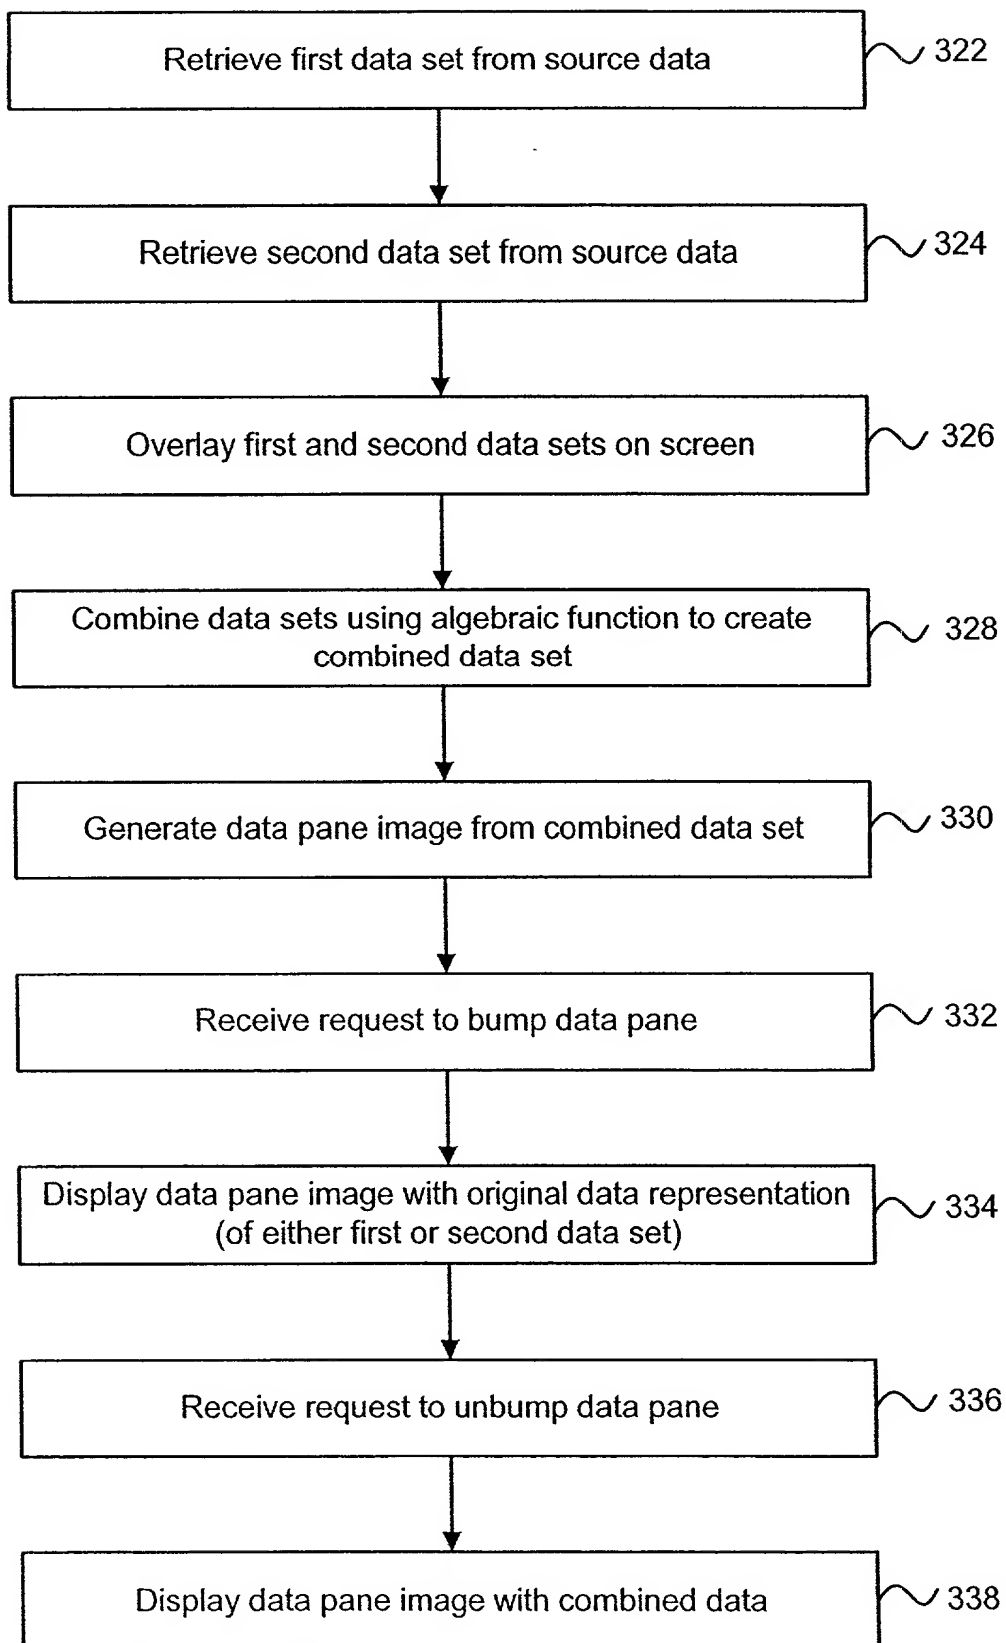 Retrieve first data set from source data
322
Retrieve second data set from source data
324
Overlay first and second data sets on screen
326
Combine data sets using algebraic function to create
combined data set
328
Generate data pane image from combined data set
330
Receive request to bump data pane
332
Display data pane image with original data representation
(of either first or second data set)
334
Receive request to unbump data pane
336
Display data pane image with combined data
338